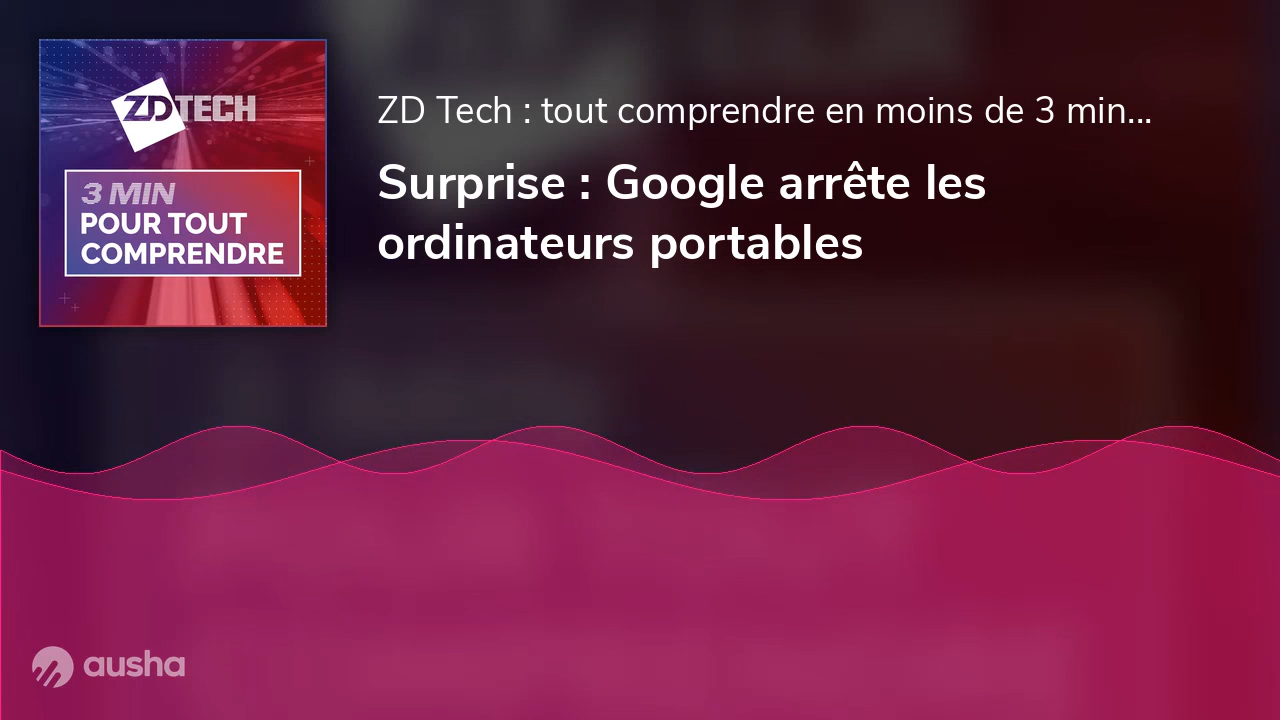 ZD TECH
3 MIN
POUR TOUT
COMPRENDRE
ZD Tech : tout comprendre en moins de 3 min...
Surprise : Google arrête les
ordinateurs portables
ausha